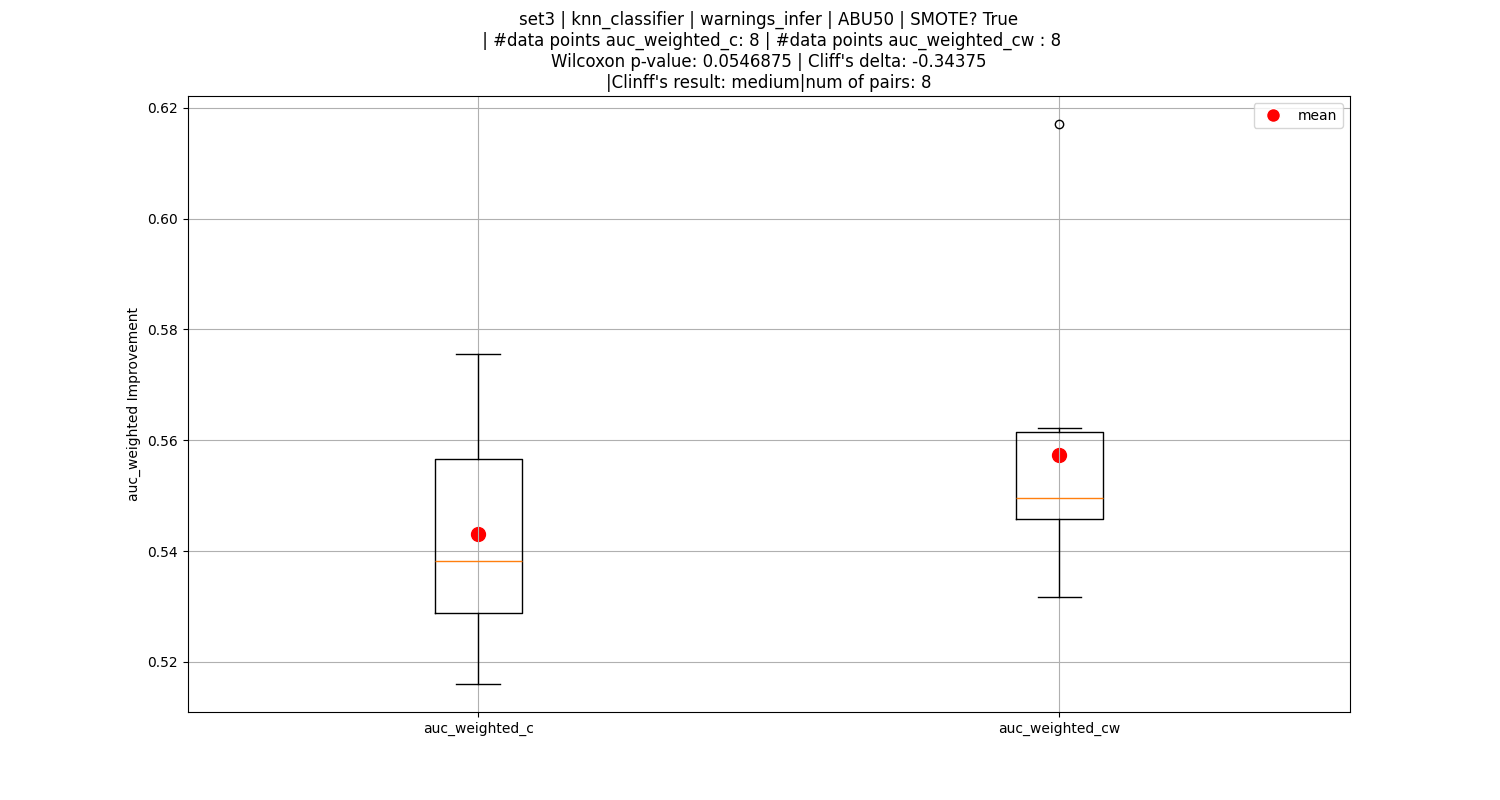 set3 | knn_classifier | warnings_infer | ABU50 | SMOTE? True
| #data points auc_weighted_c: 8 | #data points auc_weighted_cw : 8
Wilcoxon p-value: 0.0546875 | Cliff's delta: -0.34375
|Clinff's result: medium|num of pairs: 8
mean
0.62
0.60
0.58
0.56
0.54
0.52
auc_weighted Improvement
auc_weighted_c
auc_weighted_cw